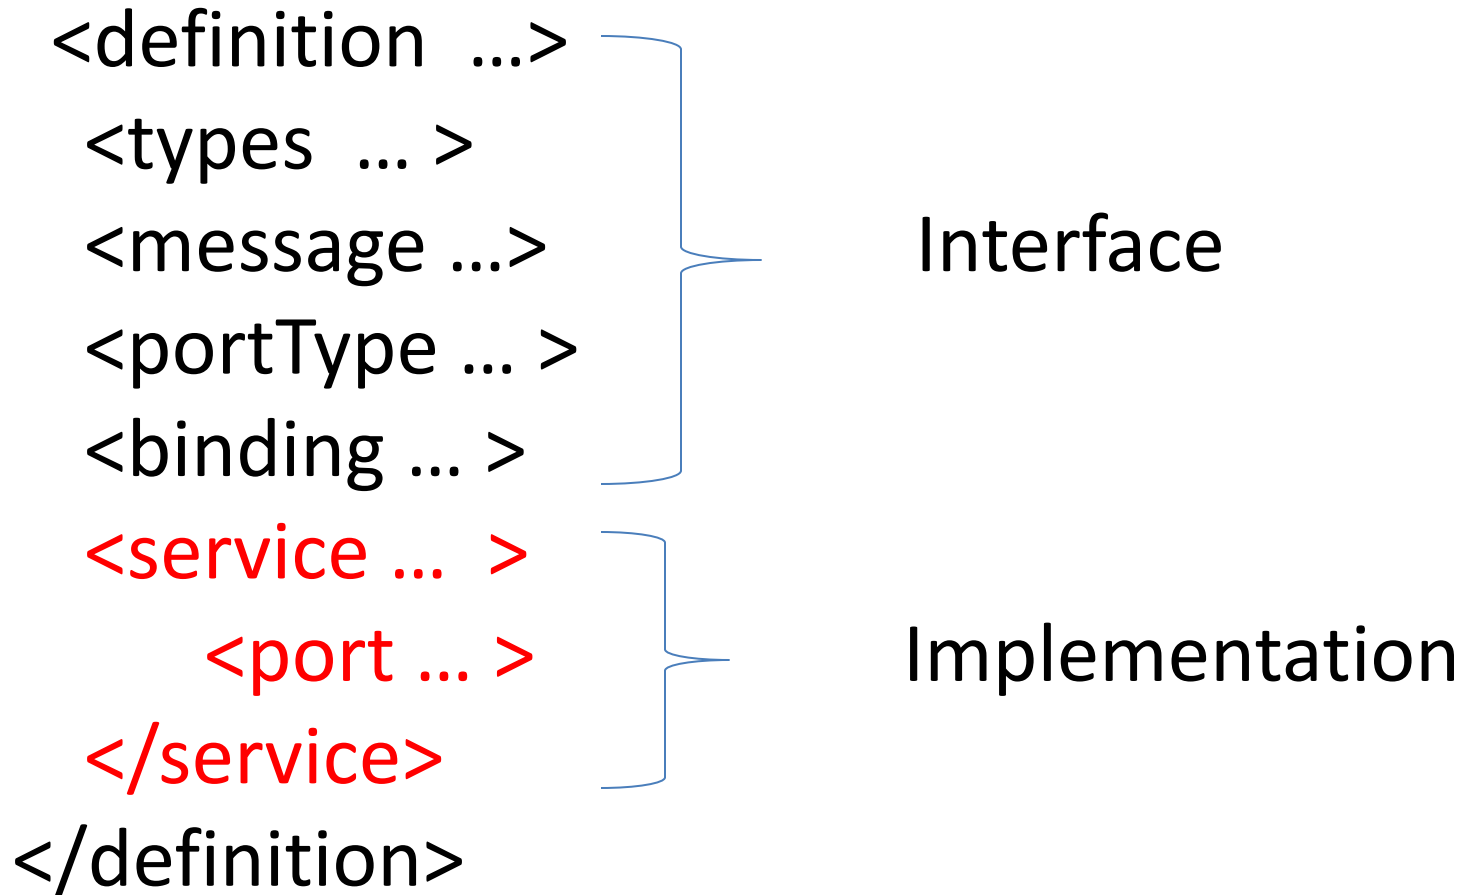 <definition …>
<types … >
<message …>
Interface
<portType … >
<binding … >
<service … >
<port … >
Implementation
</service>
</definition>